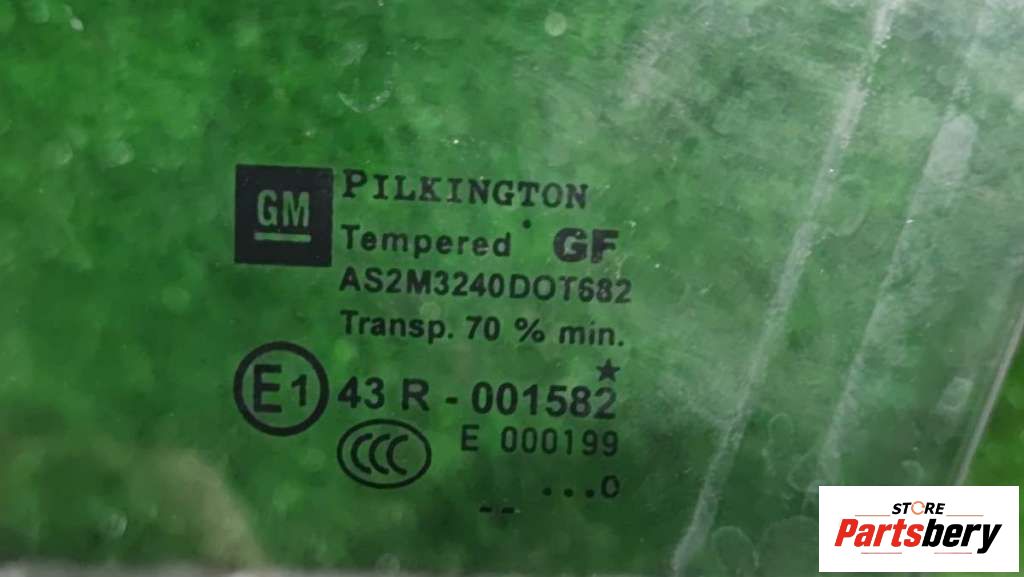 GM
PILKINGTON
Tempered GF
AS2M3240DOT682
Transp. 70 % min.
E1 43 R - 001582
CCC E 000199
...0
--
STORE
Partsbery